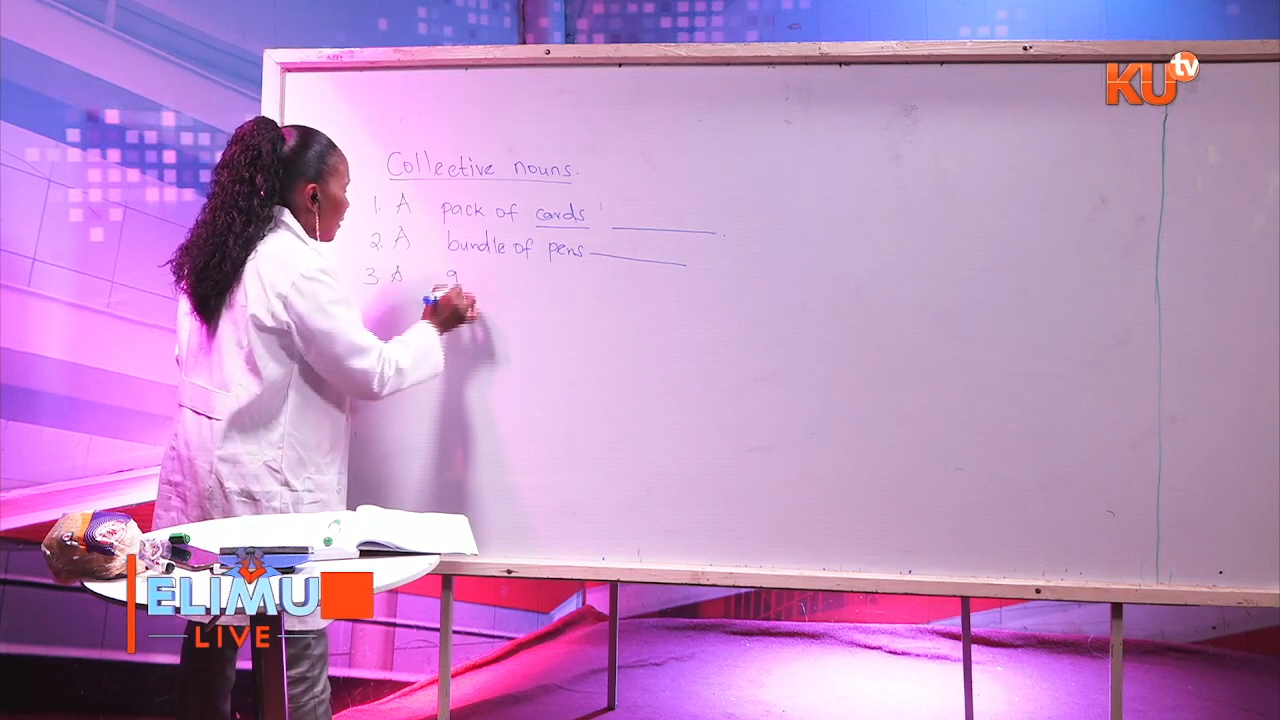 KU tv
Collective nouns.
1. A pack of cards
2. A bundle of pens
3. A g
ELIMU
LIVE